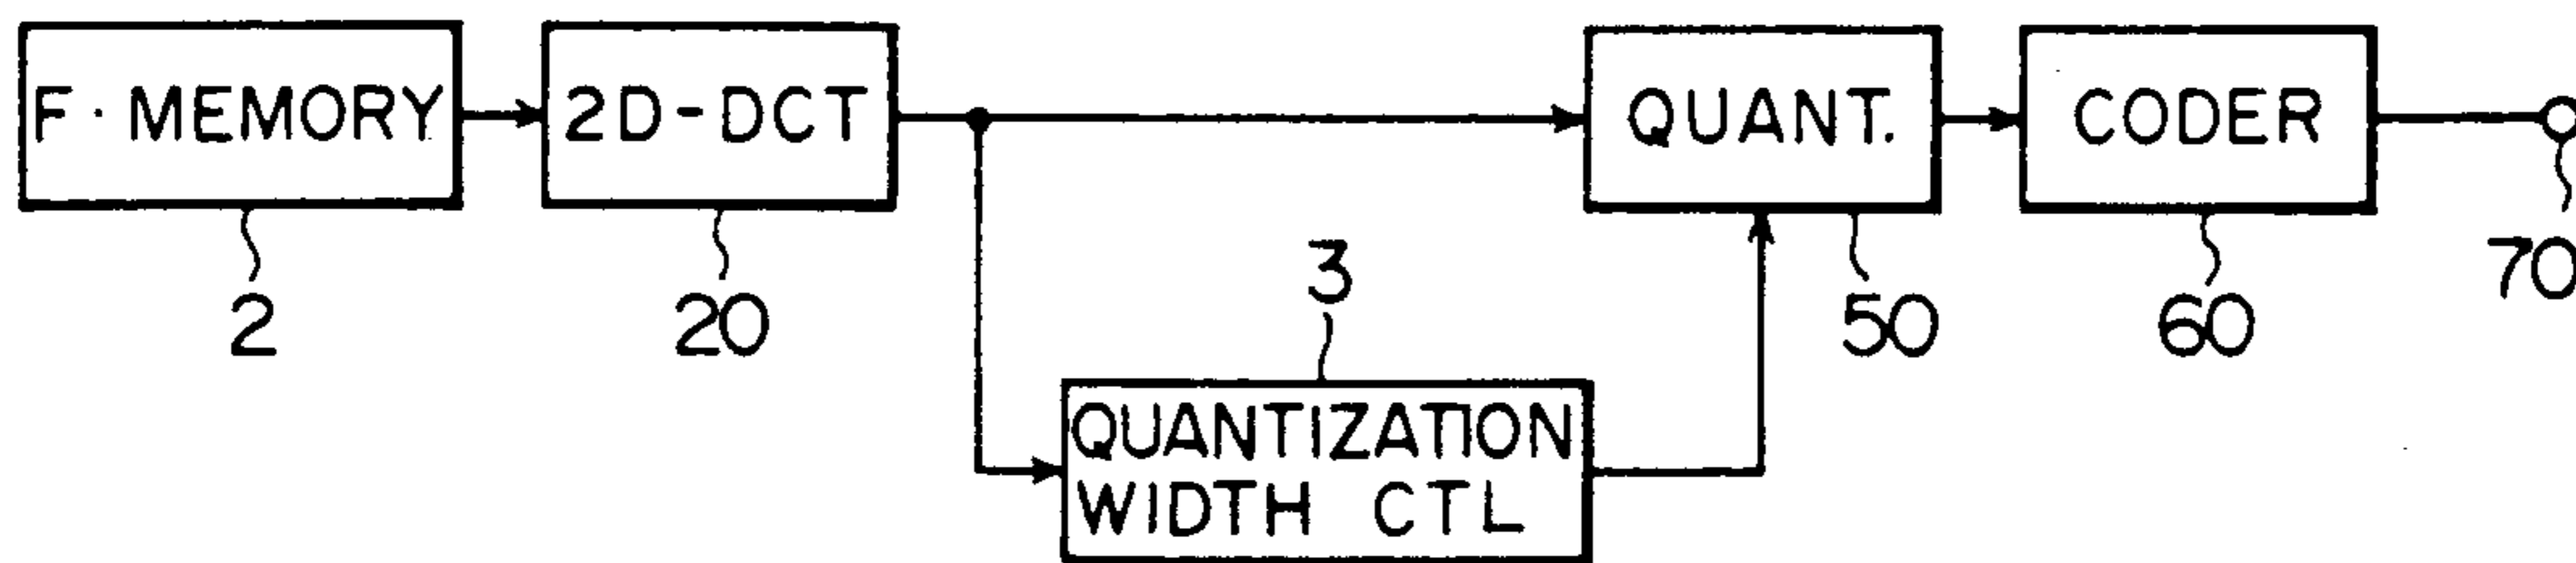 F·MEMORY
2D-DCT
QUANT.
CODER
2
20
3
50
60
70
QUANTIZATION
WIDTH CTL